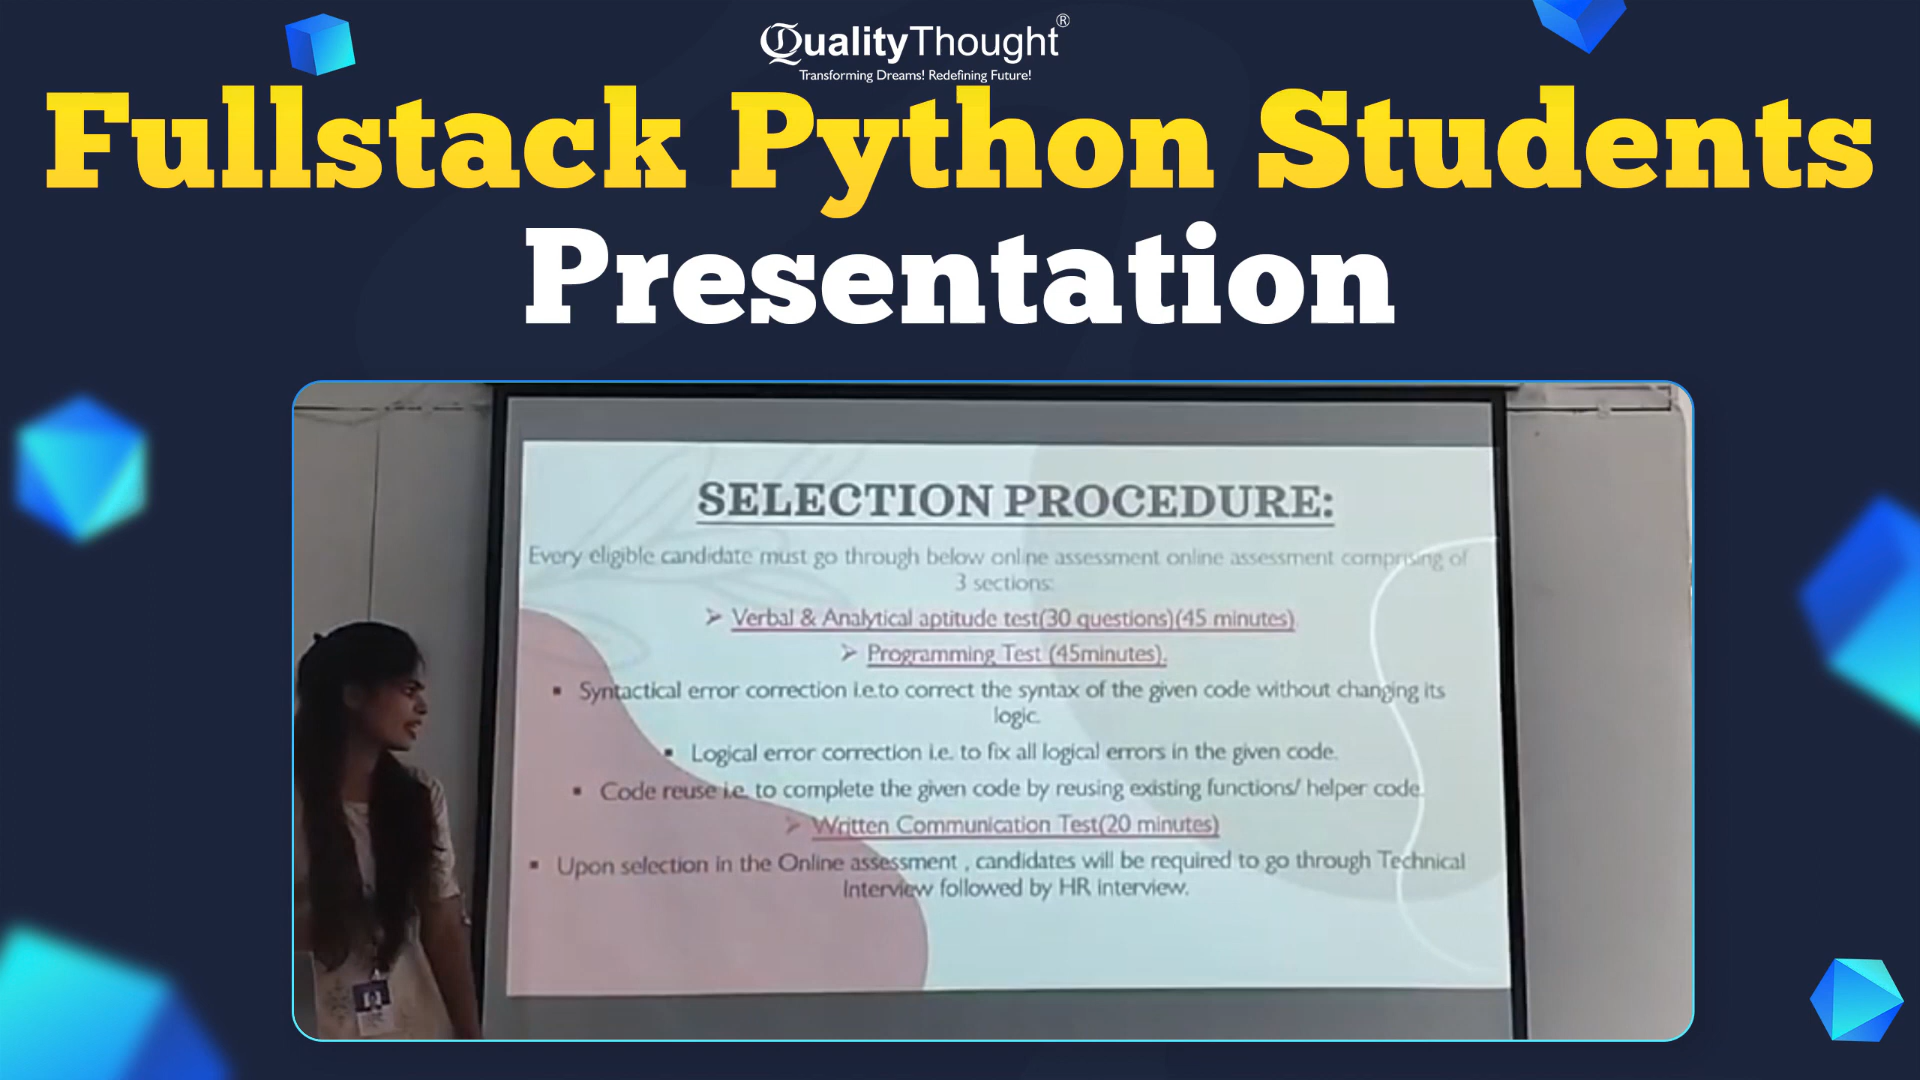 QualityThought®
Transforming Dreams! Redefining Future!
Fullstack Python Students
Presentation
SELECTION PROCEDURE:
Every eligible candidate must go through below online assessment online assessment comprising of
3 sections:
➢ Verbal & Analytical aptitude test(30 questions)(45 minutes)
➢ Programming Test (45minutes).
▪ Syntactical error correction i.e.to correct the syntax of the given code without changing its
logic.
▪ Logical error correction i.e. to fix all logical errors in the given code.
▪ Code reuse i.e. to complete the given code by reusing existing functions/ helper code.
➢ Written Communication Test(20 minutes)
▪ Upon selection in the Online assessment , candidates will be required to go through Technical
Interview followed by HR interview.